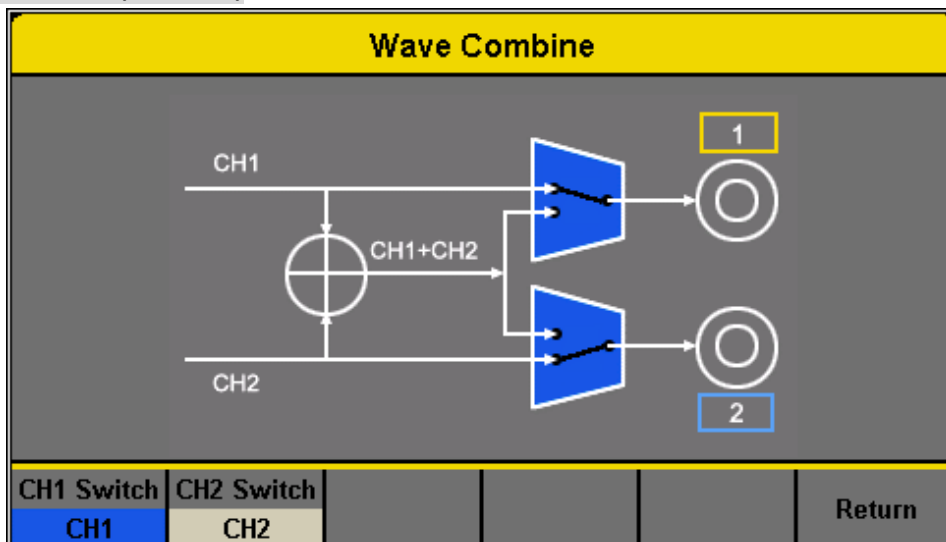 Wave Combine
1
CH1
CH1+CH2
CH2
2
CH1 Switch CH2 Switch
CH1 CH2
Return